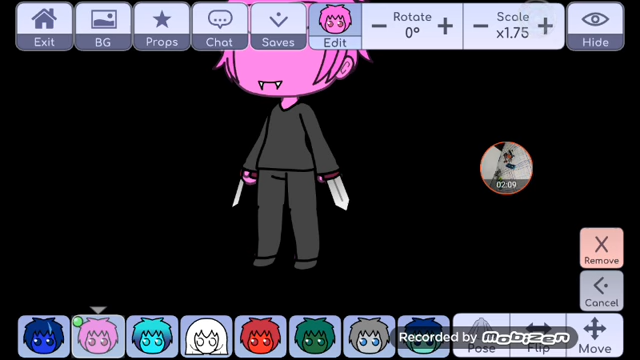 Exit
BG
Props
Chat
Saves
Edit
Rotate
0°
Scale
x1.75
Hide
02:09
Remove
Cancel
Pose
Flip
Move
Recorded by Mobizen